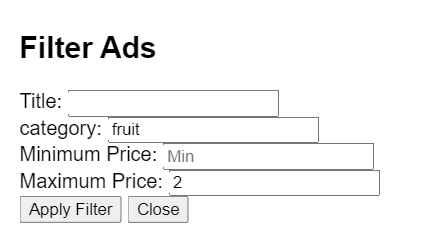 Filter Ads
Title:
category: fruit
Minimum Price: Min
Maximum Price: 2
Apply Filter Close